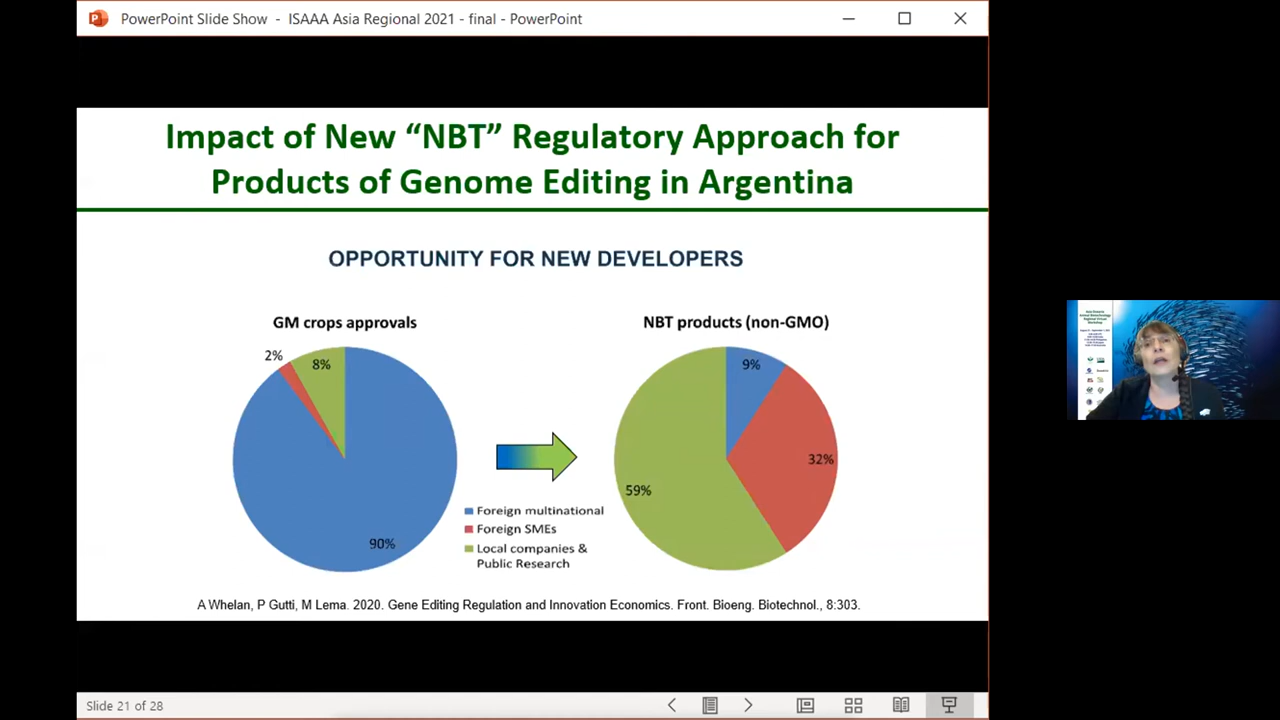 PowerPoint Slide Show - ISAAA Asia Regional 2021 - final - PowerPoint
Impact of New “NBT” Regulatory Approach for
Products of Genome Editing in Argentina
OPPORTUNITY FOR NEW DEVELOPERS
GM crops approvals
2%
8%
90%
Foreign multinational
Foreign SMEs
Local companies &
Public Research
NBT products (non-GMO)
9%
32%
59%
A Whelan, P Gutti, M Lema. 2020. Gene Editing Regulation and Innovation Economics. Front. Bioeng. Biotechnol., 8:303.
Slide 21 of 28